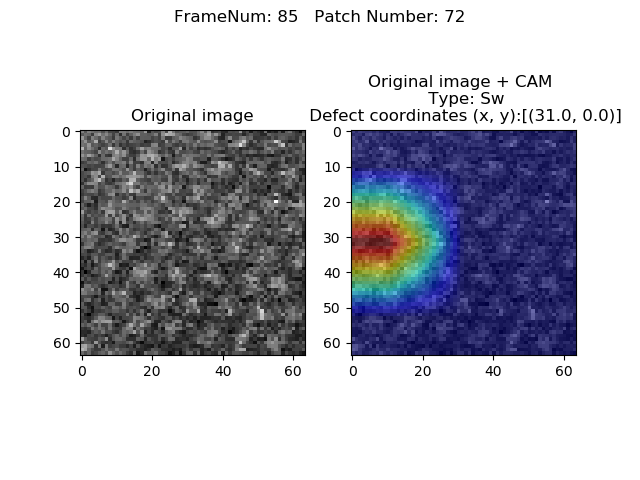 FrameNum: 85   Patch Number: 72
Original image
Original image + CAM
Type: Sw
Defect coordinates (x, y):[(31.0, 0.0)]
0
10
20
30
40
50
60
0 20 40 60
0
10
20
30
40
50
60
0 20 40 60